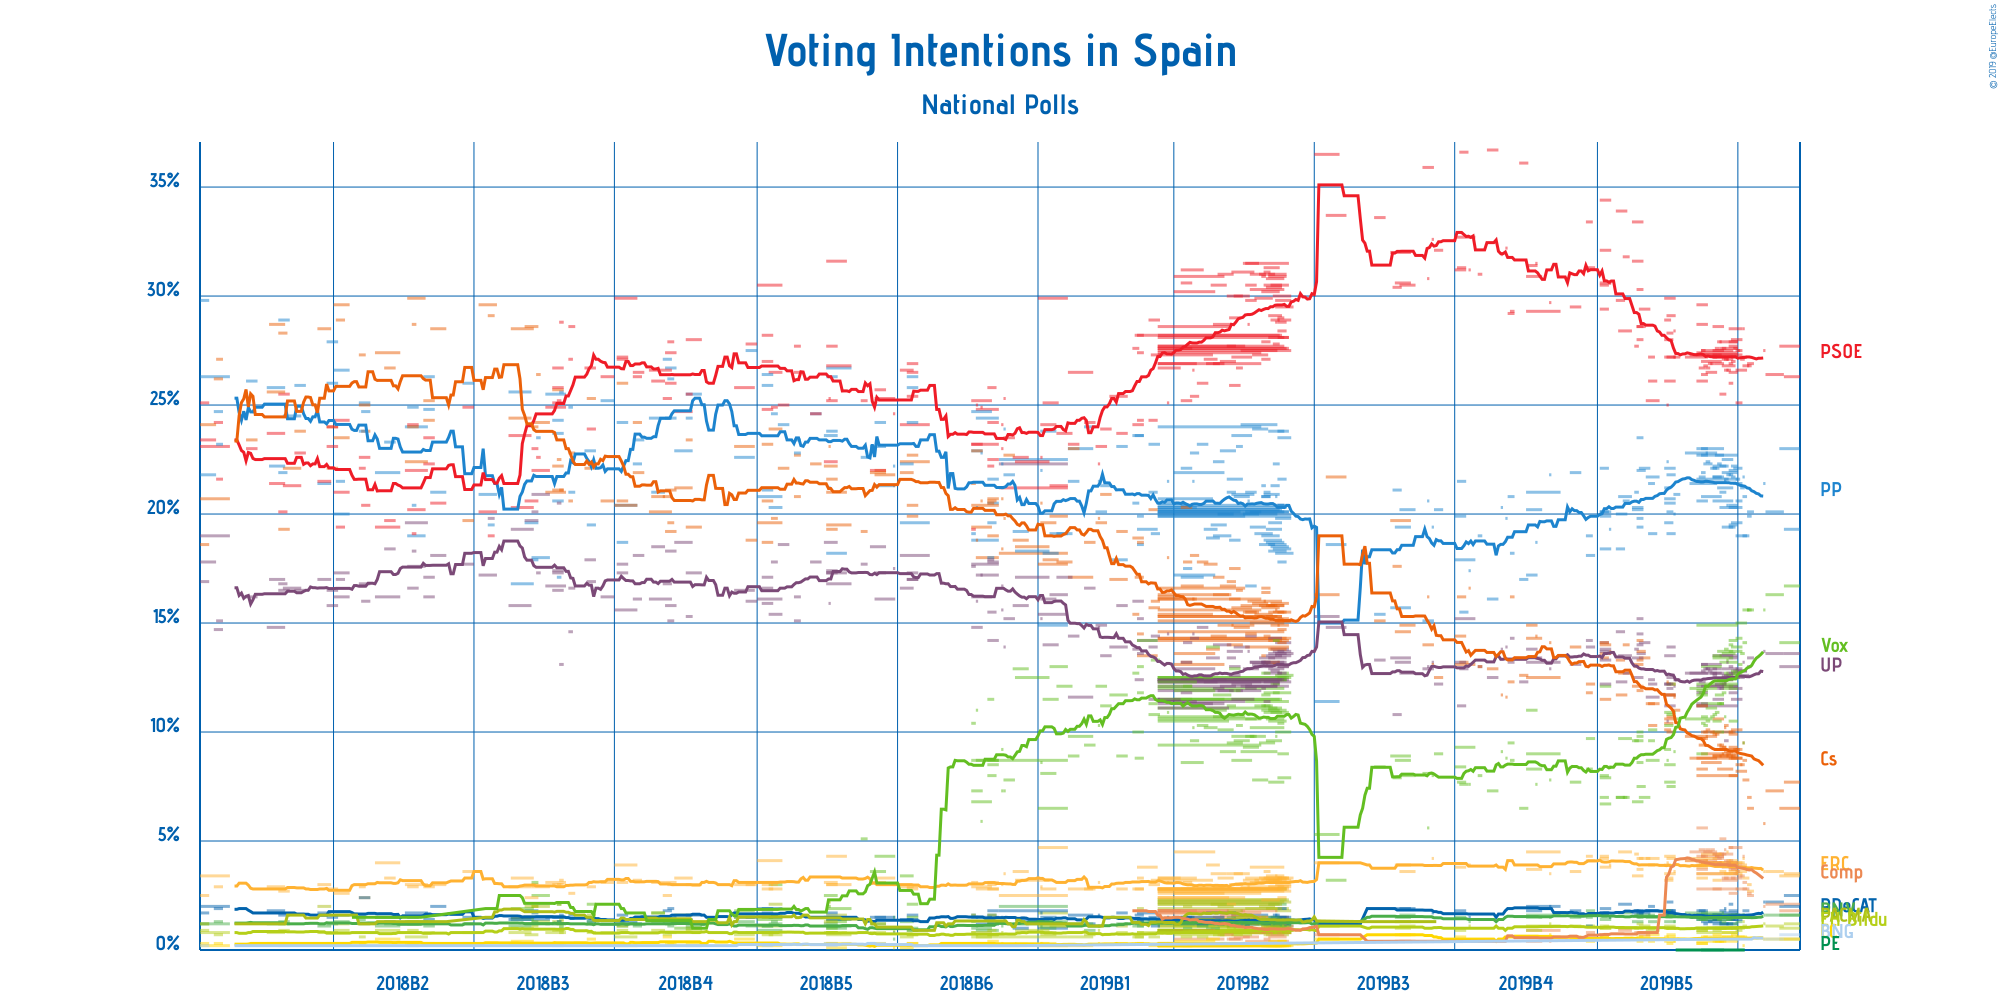 Voting Intentions in Spain
National Polls
© 2019 @EuropeElects
35%
30%
25%
20%
15%
10%
5%
0%
PSOE
PP
Vox
UP
Cs
ERC
Comp
PDeCAT
BNG
PE
2018B2
2018B3
2018B4
2018B5
2018B6
2019B1
2019B2
2019B3
2019B4
2019B5